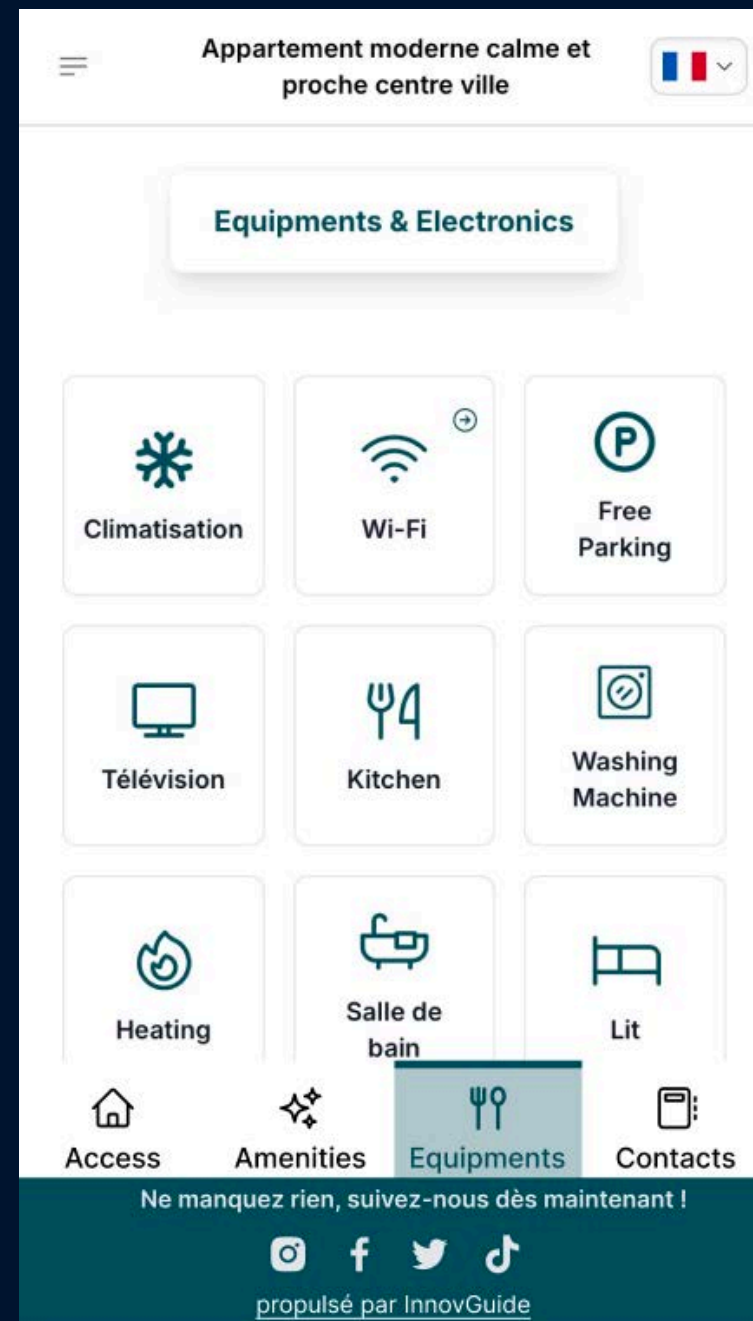 Appartement moderne calme et
proche centre ville
Equipments & Electronics
Climatisation
Wi-Fi
P
Free
Parking
Télévision
Kitchen
Washing
Machine
Heating
Salle de
bain
Lit
Access
Amenities
Equipments
Contacts
Ne manquez rien, suivez-nous dès maintenant !
propulsé par InnovGuide